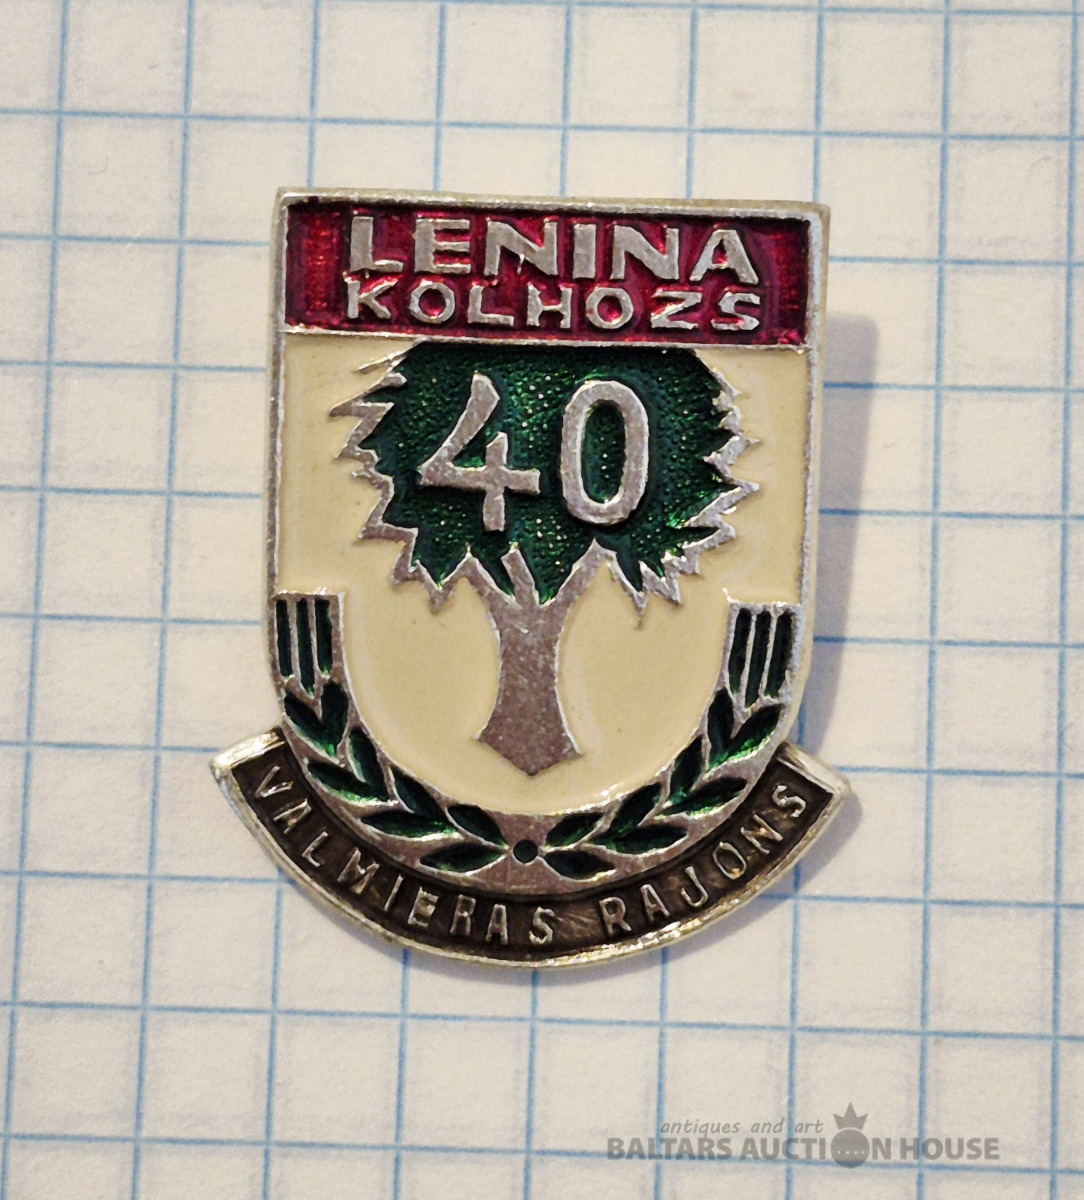 LENINA
KOLHOZS
40
VALMIERAS RAJONS
antiques and art
BALTARS AUCTION HOUSE